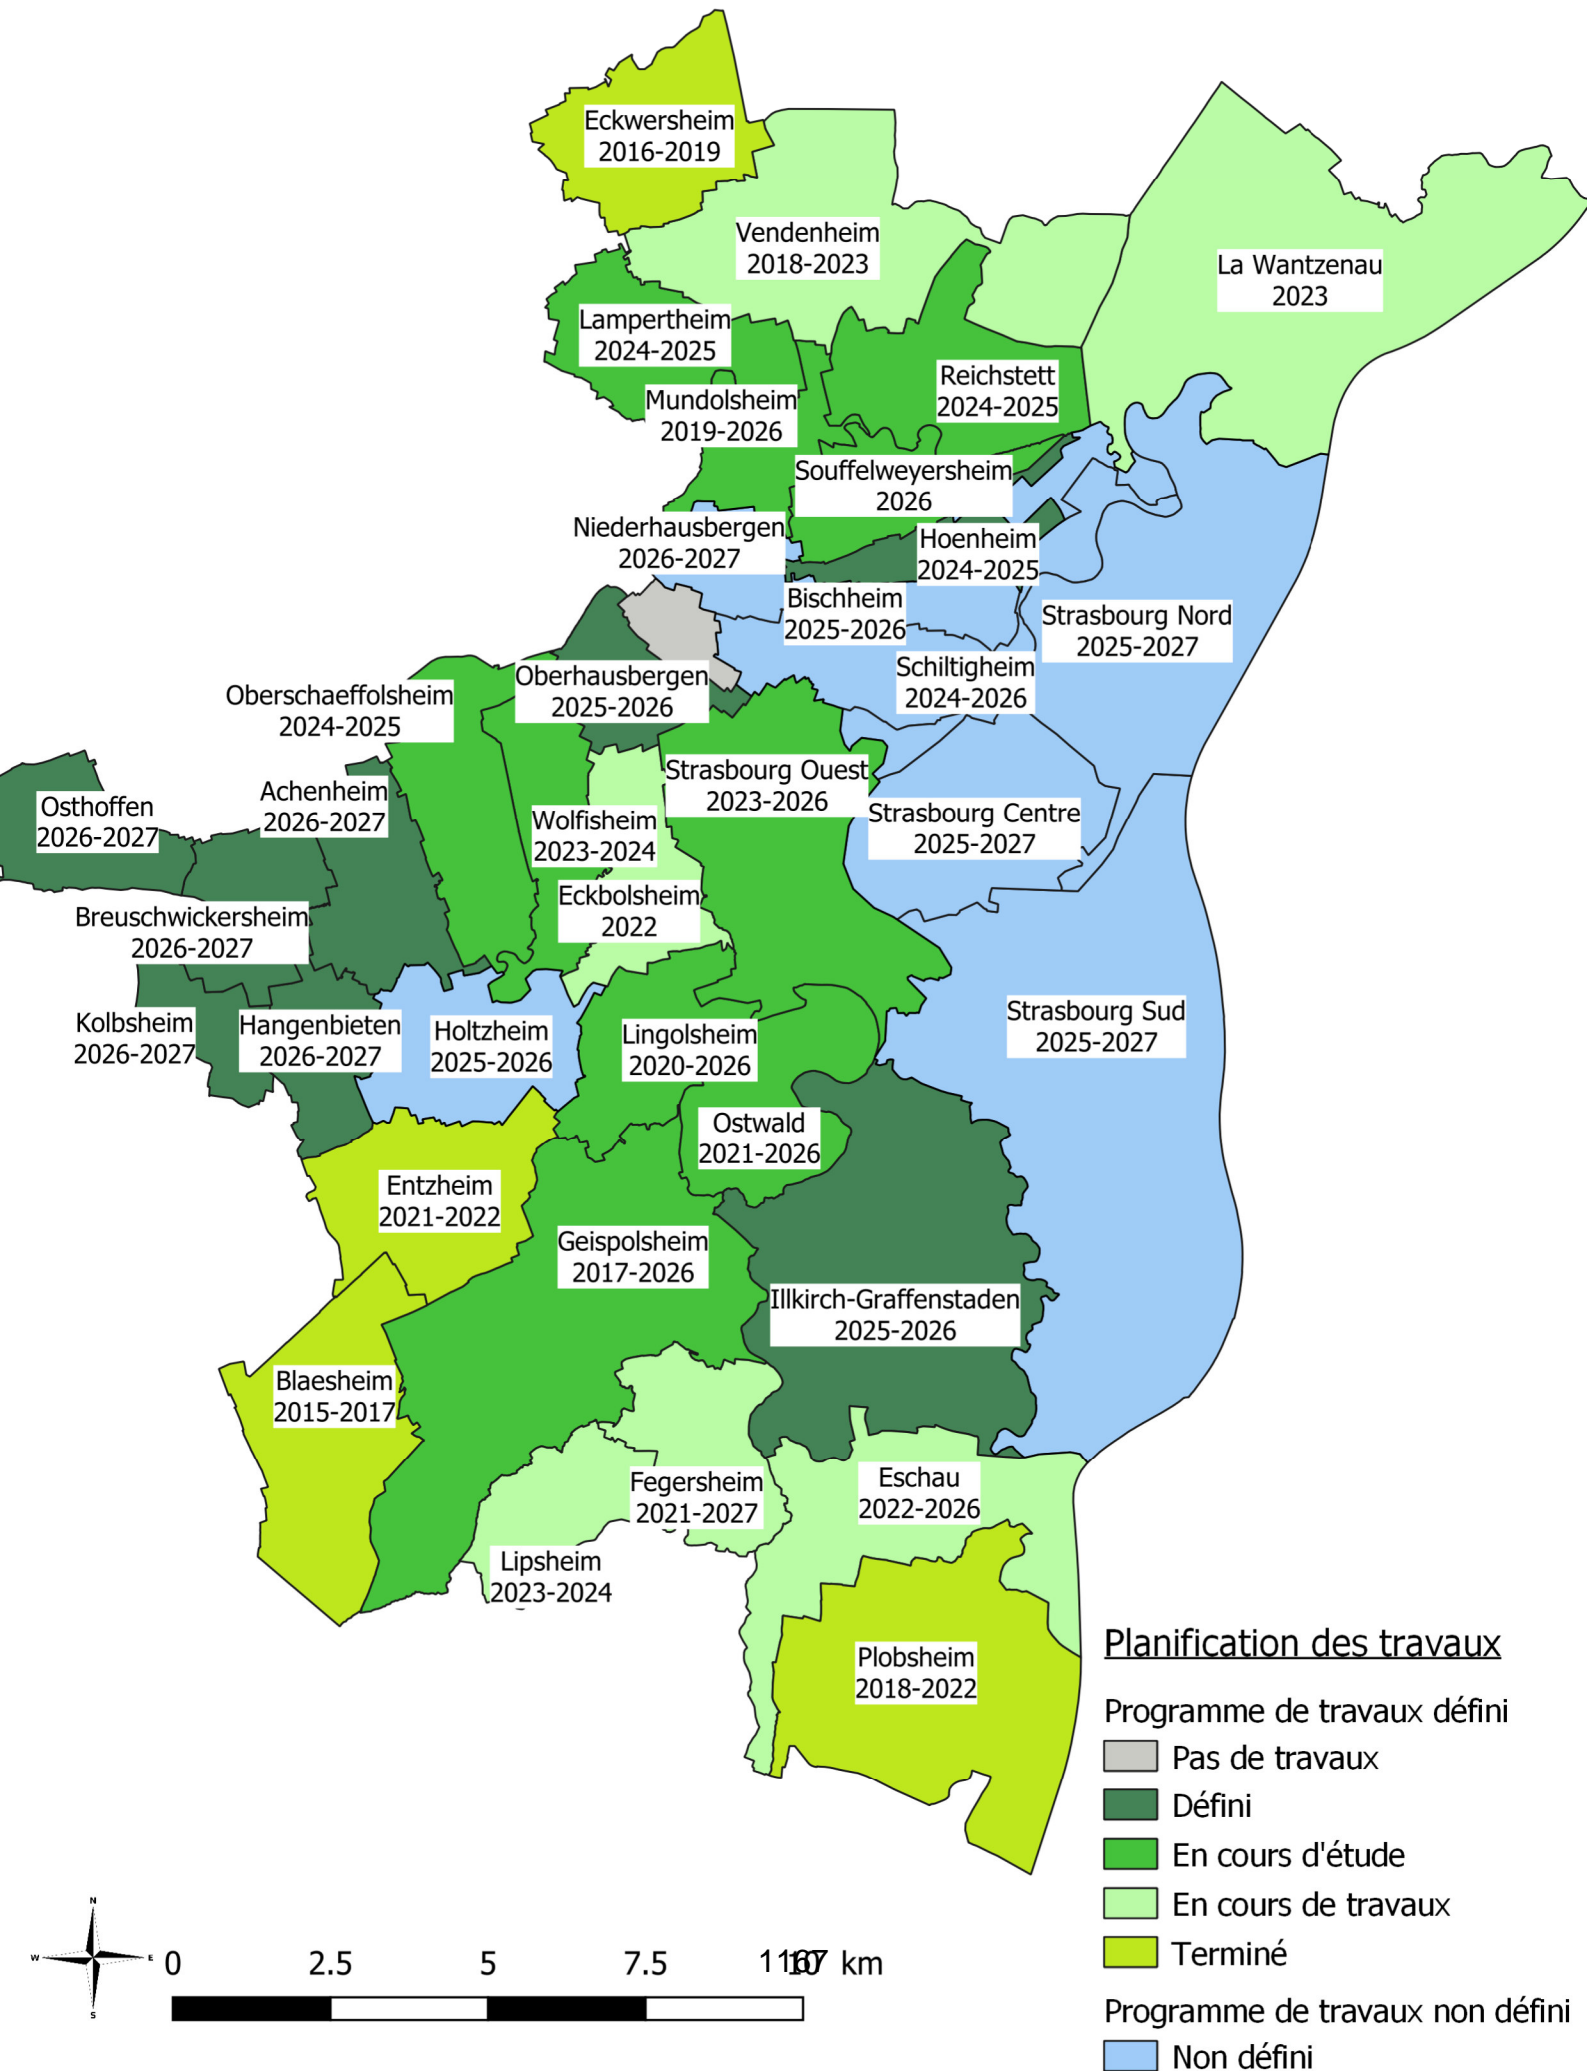 Eckwersheim
2016-2019
Vendenheim
2018-2023
La Wantzenau
2023
Lampertheim
2024-2025
Reichstett
2024-2025
Mundolsheim
2019-2026
Souffelweyersheim
2026
Niederhausbergen
2026-2027
Hoenheim
2024-2025
Bischheim
2025-2026
Strasbourg Nord
2025-2027
Schiltigheim
2024-2026
Oberhausbergen
2025-2026
Oberschaeffolsheim
2024-2025
Strasbourg Ouest
2023-2026
Achenheim
2026-2027
Osthoffen
2026-2027
Wolfisheim
2023-2024
Strasbourg Centre
2025-2027
Eckbolsheim
2022
Breuschwickersheim
2026-2027
Strasbourg Sud
2025-2027
Kolbsheim
2026-2027
Hangenbieten
2026-2027
Holtzheim
2025-2026
Lingolsheim
2020-2026
Ostwald
2021-2026
Entzheim
2021-2022
Geispolsheim
2017-2026
Illkirch-Graffenstaden
2025-2026
Blaesheim
2015-2017
Fegersheim
2021-2027
Eschau
2022-2026
Lipsheim
2023-2024
Plobsheim
2018-2022
Planification des travaux
Programme de travaux défini
Pas de travaux
Défini
En cours d'étude
En cours de travaux
Terminé
Programme de travaux non défini
Non défini
N
W E
S
0 2.5 5 7.5 10 km
1167